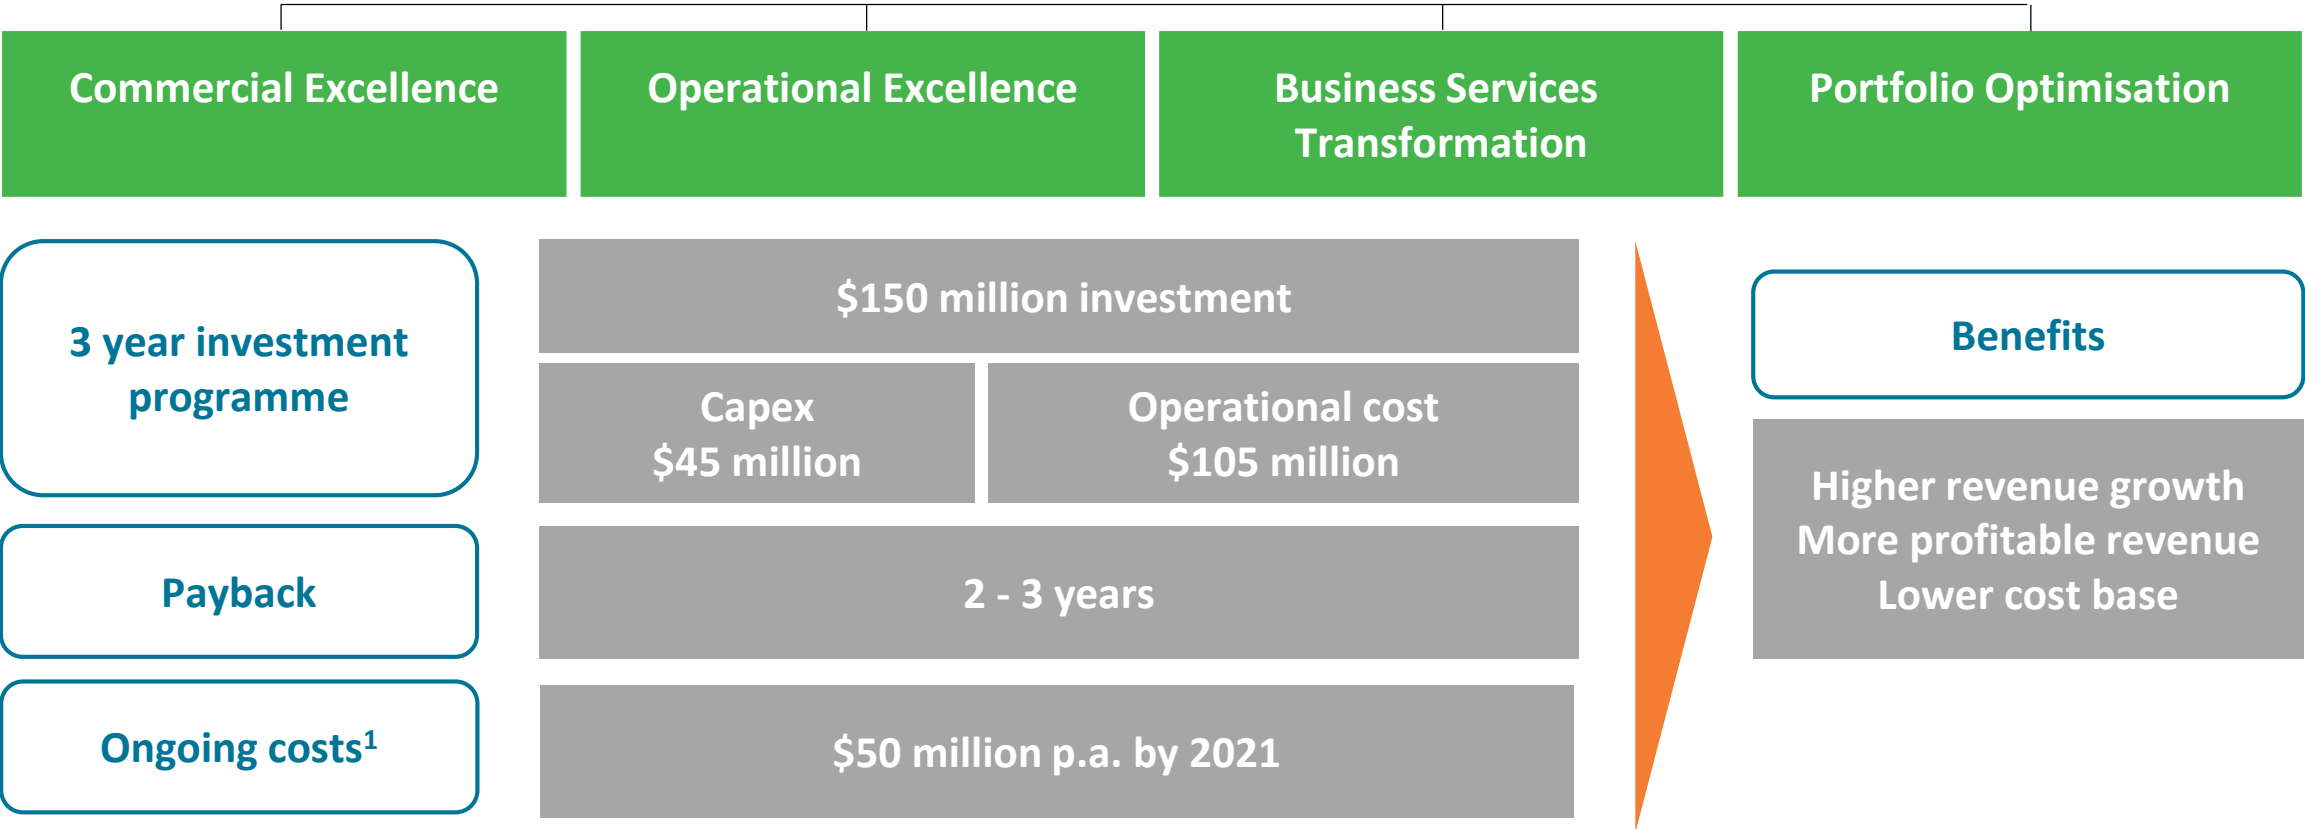 Commercial Excellence
Operational Excellence
Business Services
Transformation
Portfolio Optimisation
3 year investment
programme
$150 million investment
Capex
$45 million
Operational cost
$105 million
Payback
2 - 3 years
Ongoing costs¹
$50 million p.a. by 2021
Benefits
Higher revenue growth
More profitable revenue
Lower cost base